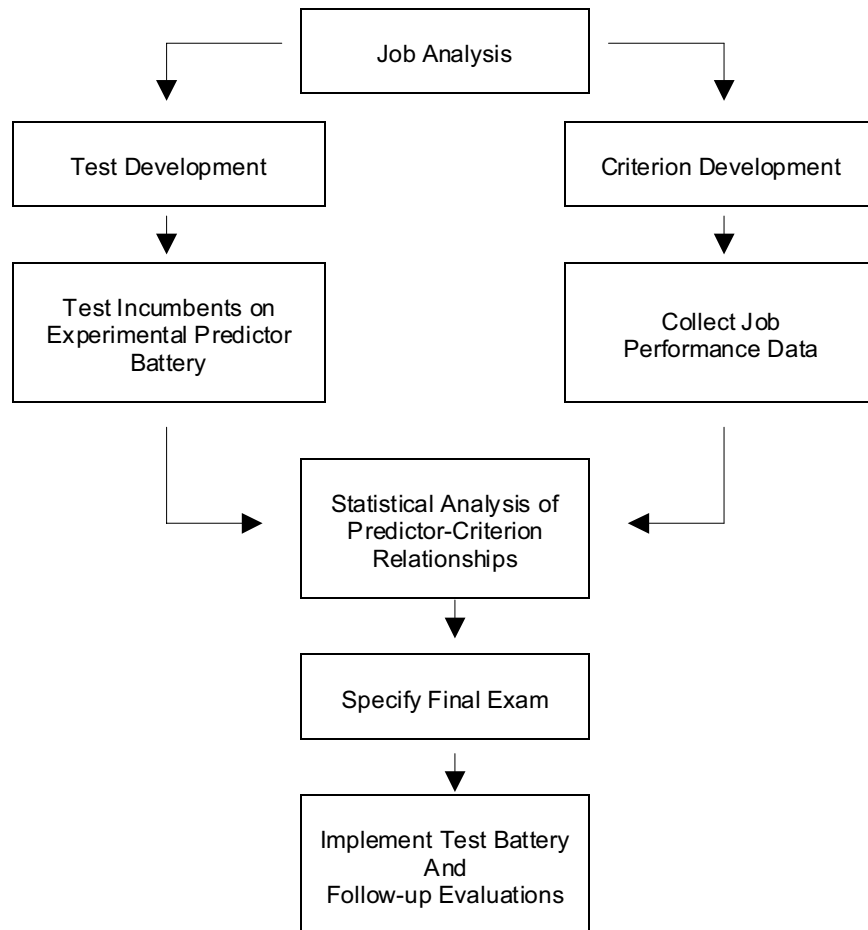 Job Analysis
Test Development
Criterion Development
Test Incumbents on
Experimental Predictor
Battery
Collect Job
Performance Data
Statistical Analysis of
Predictor-Criterion
Relationships
Specify Final Exam
Implement Test Battery
And
Follow-up Evaluations